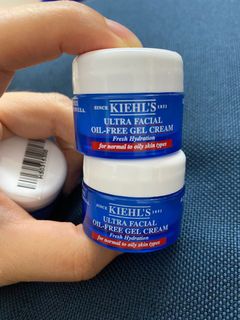 SINCE KIEHL'S 1851
ULTRA FACIAL
OIL-FREE GEL CREAM
Fresh Hydration
for normal to oily skin types
SINCE KIEHL'S 1851
ULTRA FACIAL
OIL-FREE GEL CREAM
Fresh Hydration
for normal to oily skin types